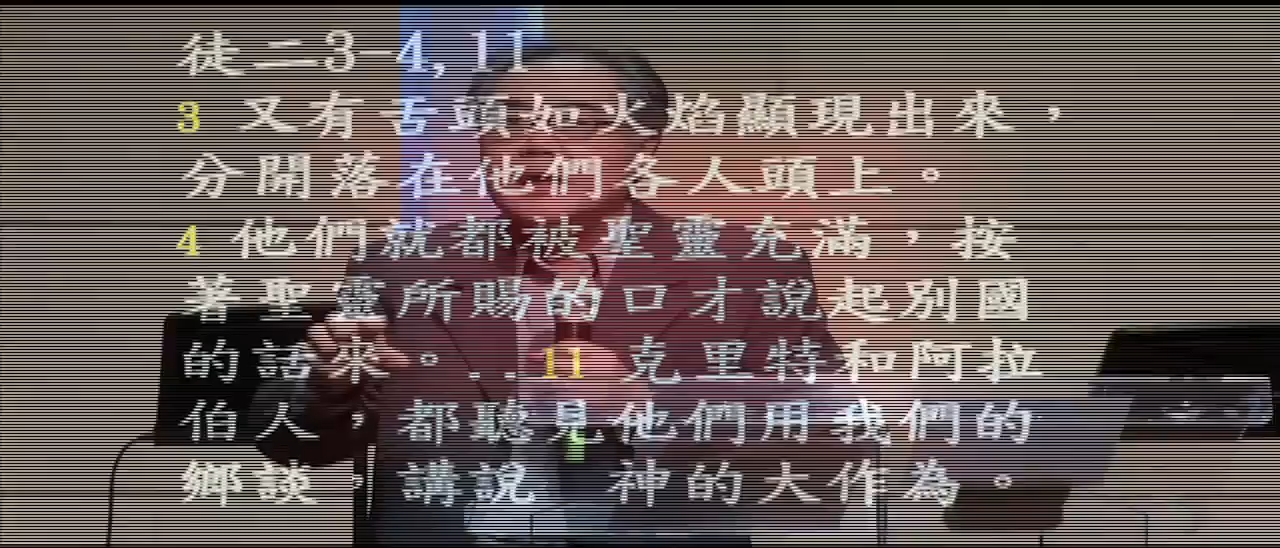 徒二3-4,11
3 又有舌頭如火焰顯現出來，
分開落在他們各人頭上。
4 他們就都被聖靈充滿，按
著聖靈所賜的口才說起別國
的話來。...11 克里特和阿拉
伯人，都聽見他們用我們的
鄉談，講說　神的大作為。